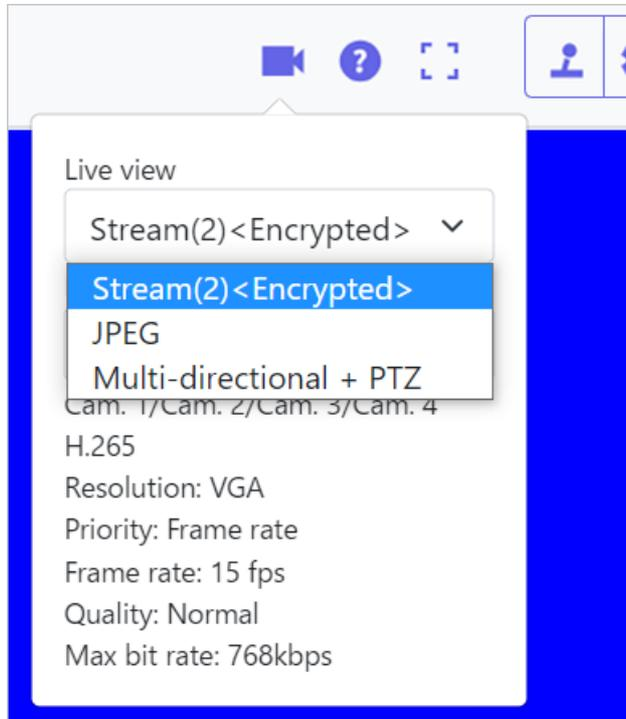 Live view
Stream(2)<Encrypted>
Stream(2)<Encrypted>
JPEG
Multi-directional + PTZ
Cam. 1/Cam. 2/Cam. 3/Cam. 4
H.265
Resolution: VGA
Priority: Frame rate
Frame rate: 15 fps
Quality: Normal
Max bit rate: 768kbps